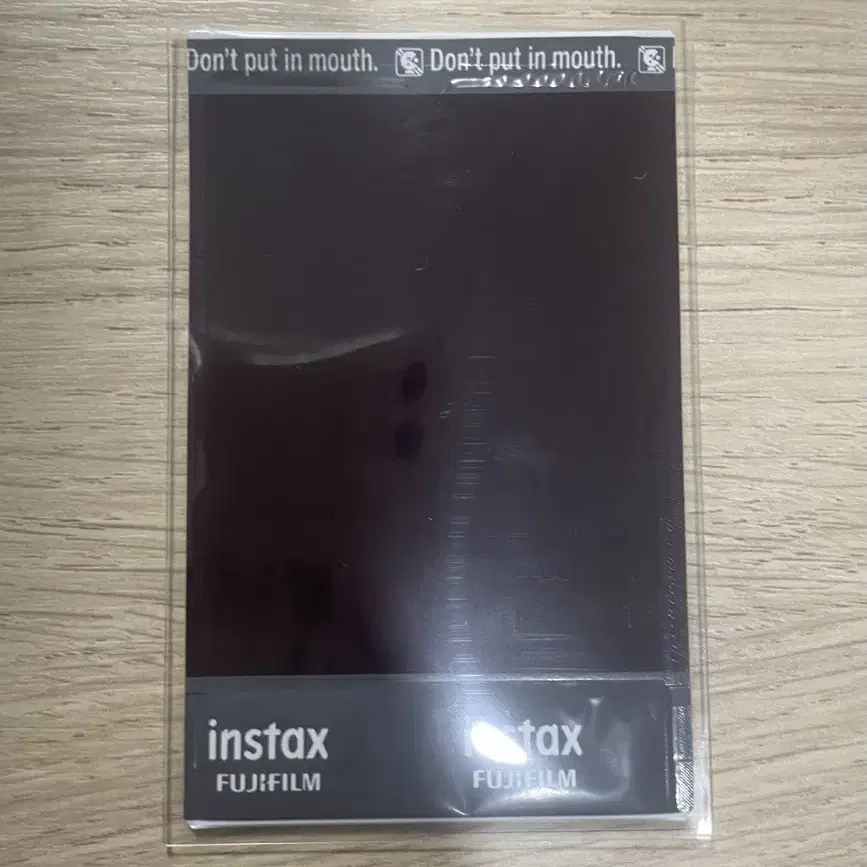 Don't put in mouth. Don't put in mouth.
instax instax
FUJIFILM FUJIFILM